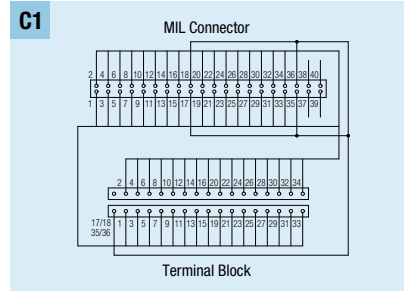 C1
MIL Connector
2 4 6 8 10 12 14 16 18 20 22 24 26 28 30 32 34 36 38 40
1 3 5 7 9 11 13 15 17 19 21 23 25 27 29 31 33 35 37 39
2 4 6 8 10 12 14 16 20 22 24 26 28 30 32 34
17/18 1 3 5 7 9 11 13 15 19 21 23 25 27 29 31 33
35/36
Terminal Block